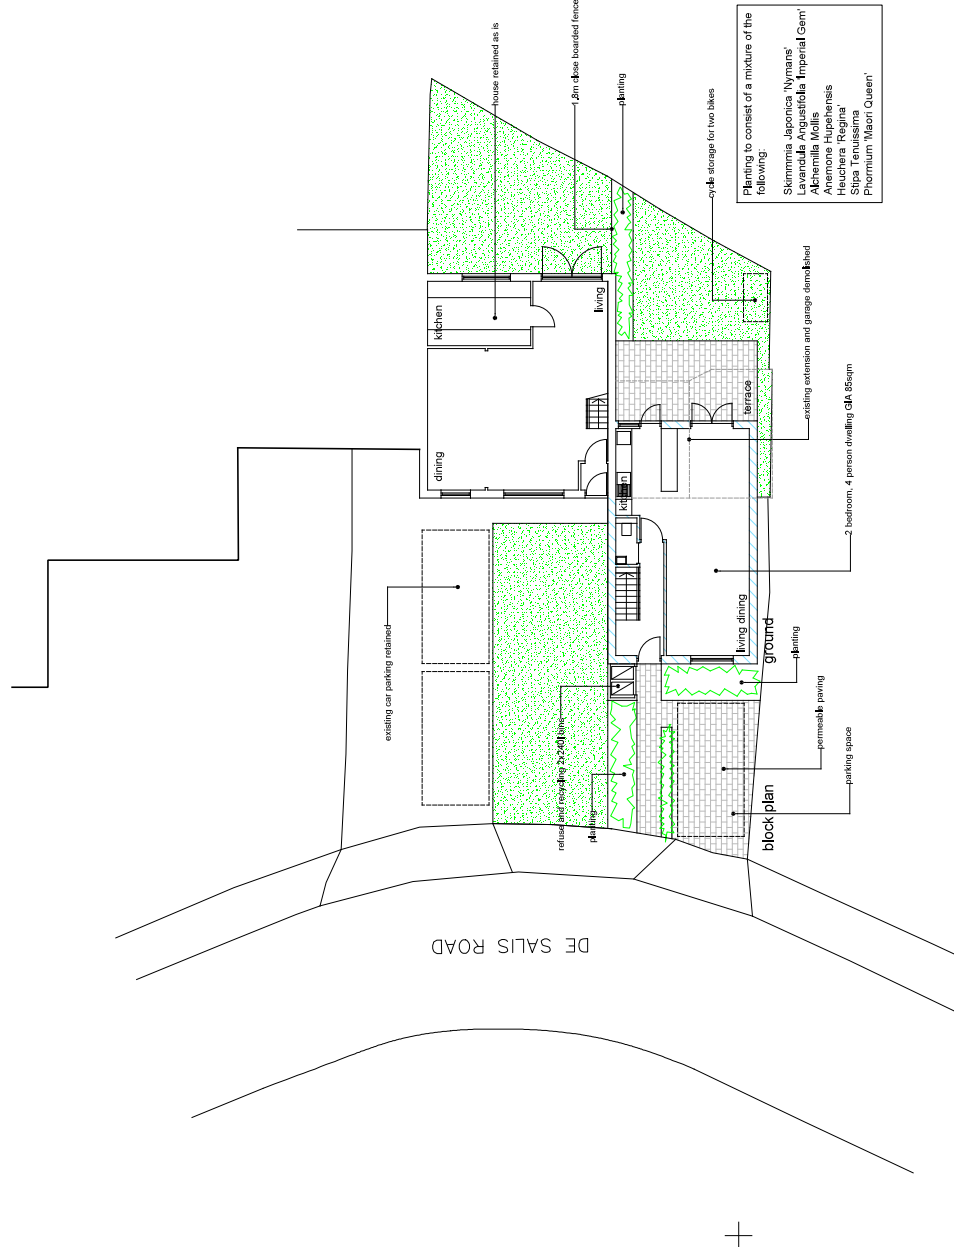 house retained as is
1.8m close boarded fence
planting
cycle storage for two bikes
Planting to consist of a mixture of the
following:
Skimmmia Japonica 'Nymans'
Lavandula Angustifolia 'Imperial Gem'
Alchemilla Mollis
Anemone Hupehensis
Heuchera 'Regina'
Stipa Tenuissima
Phormium 'Maori Queen'
kitchen
living
dining
existing extension and garage demolished
terrace
kitchen
2 bedroom, 4 person dwelling GIA 85sqm
living dining
ground
planting
existing car parking retained
refuse and recycling 2x240l bins
planting
permeable paving
parking space
block plan
DE SALIS ROAD